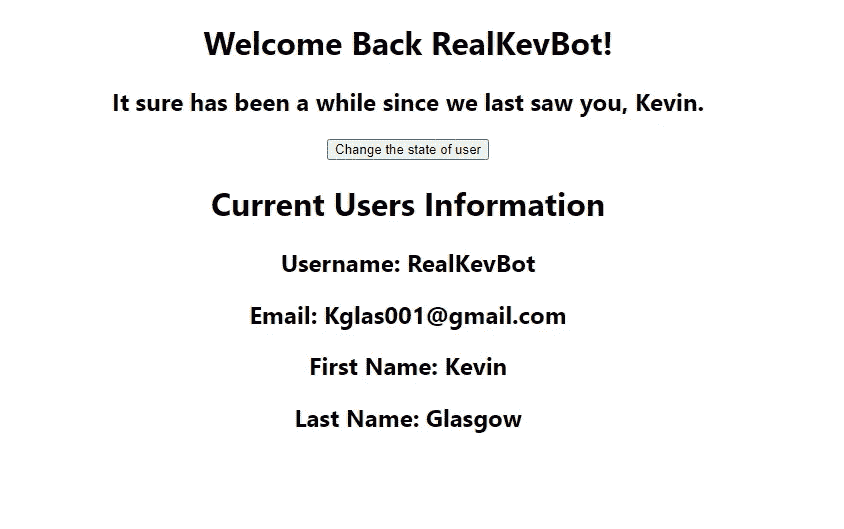 Welcome Back RealKevBot!
It sure has been a while since we last saw you, Kevin.
Change the state of user
Current Users Information
Username: RealKevBot
Email: Kglas001@gmail.com
First Name: Kevin
Last Name: Glasgow